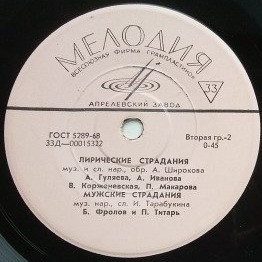 МЕЛОДИЯ
ВСЕСОЮЗНАЯ ФИРМА ГРАМПЛАСТИНОК
33
АПРЕЛЕВСКИЙ ЗАВОД
ГОСТ 5289-68
Вторая гр.-2
33Д—00015322
0-45
ЛИРИЧЕСКИЕ СТРАДАНИЯ
муз. и сл. нар., обр. А. Широкова
А. Гуляева, А. Иванова
В. Корженевская, П. Макарова
МУЖСКИЕ СТРАДАНИЯ
муз. нар., сл. И. Тарабукина
Б. Фролов и П. Титарь